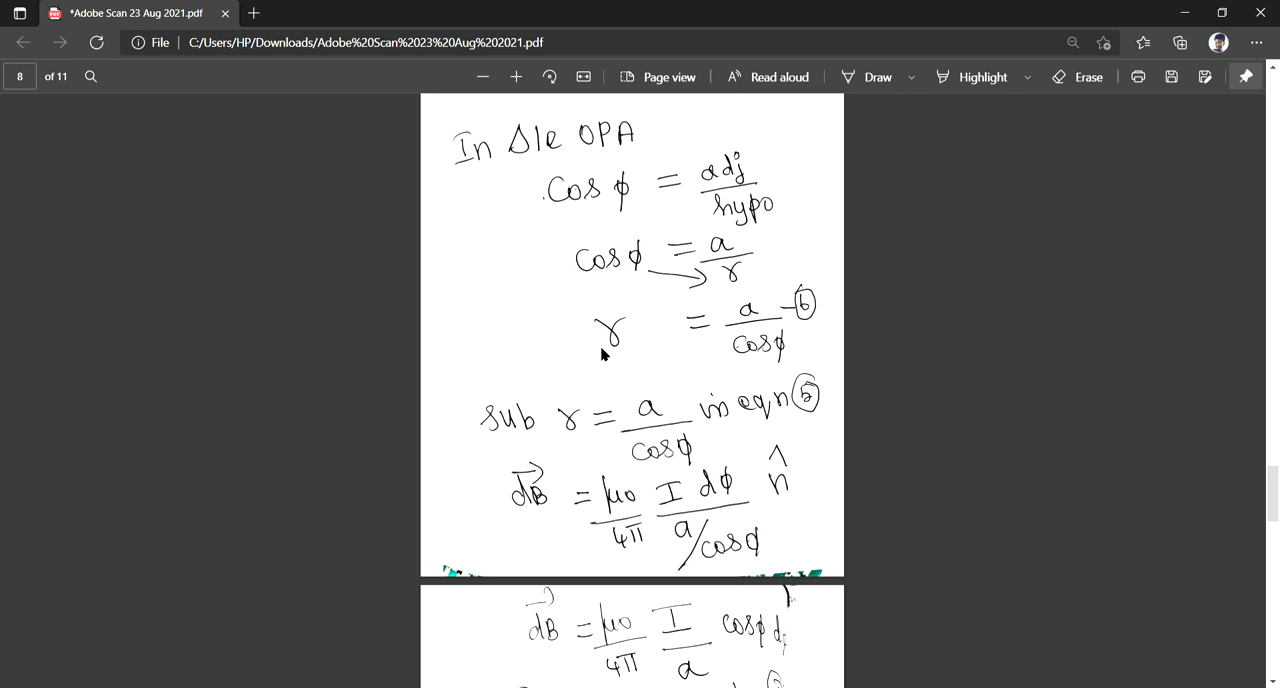 *Adobe Scan 23 Aug 2021.pdf
File C:/Users/HP/Downloads/Adobe%20Scan%2023%20Aug%202021.pdf
8 of 11 Page view Read aloud Draw Highlight Erase
In Δle OPA
Cos ϕ = adj/hypo
cos ϕ = a/r
r = a/cosϕ - ⑥
sub r = a/cosϕ in eqn ⑤
dB⃗ = μo/4π I dϕ/a/cosϕ n̂
dB⃗ = μo/4π I/a cosϕ d